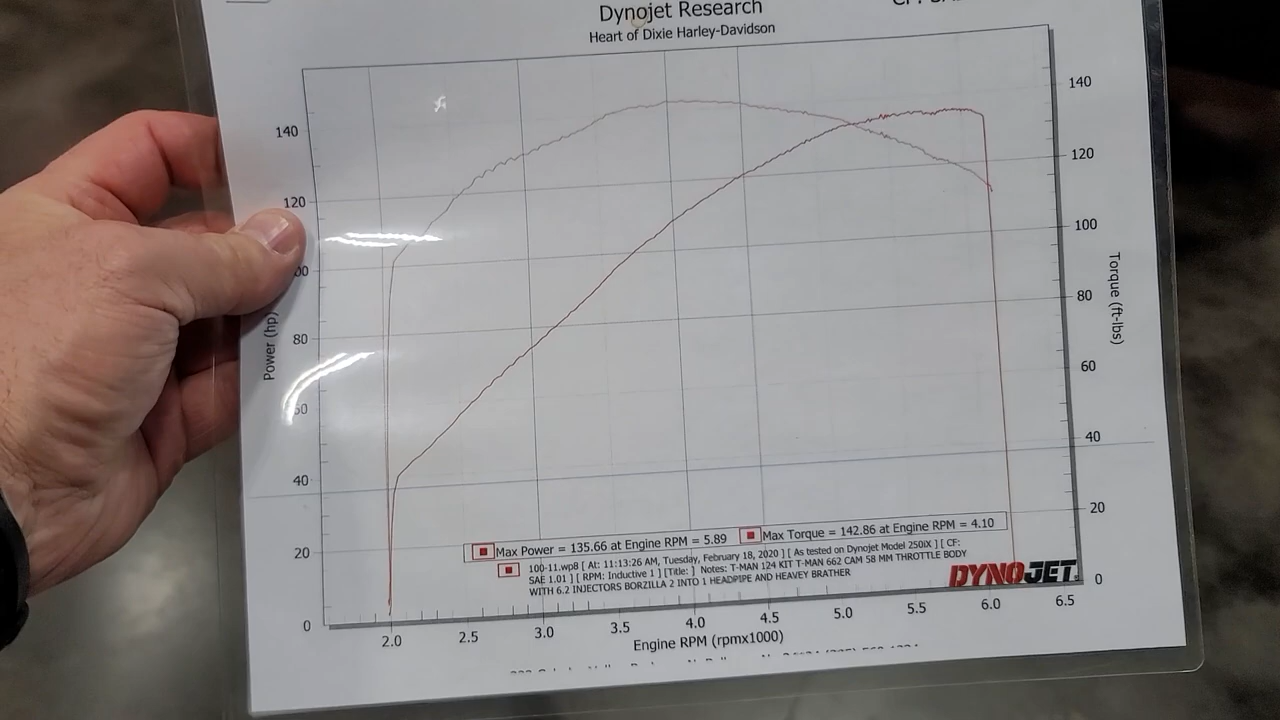 Dynojet Research
Heart of Dixie Harley-Davidson
140
120
80
40
20
0
Power (hp)
140
120
100
80
60
40
20
0
Torque (ft-lbs)
Max Power = 135.66 at Engine RPM = 5.89 Max Torque = 142.86 at Engine RPM = 4.10
100-11.wp8 [ At: 11:13:26 AM, Tuesday, February 18, 2020 ] [ As tested on Dynojet Model 250iX ] [ CF:
SAE 1.01 ] [ RPM: Inductive 1 ] [Title: ] Notes: T-MAN 124 KIT T-MAN 662 CAM 58 MM THROTTLE BODY
WITH 6.2 INJECTORS BORZILLA 2 INTO 1 HEADPIPE AND HEAVEY BRATHER
DYNOJET
2.0 2.5 3.0 3.5 4.0 4.5 5.0 5.5 6.0 6.5
Engine RPM (rpmx1000)